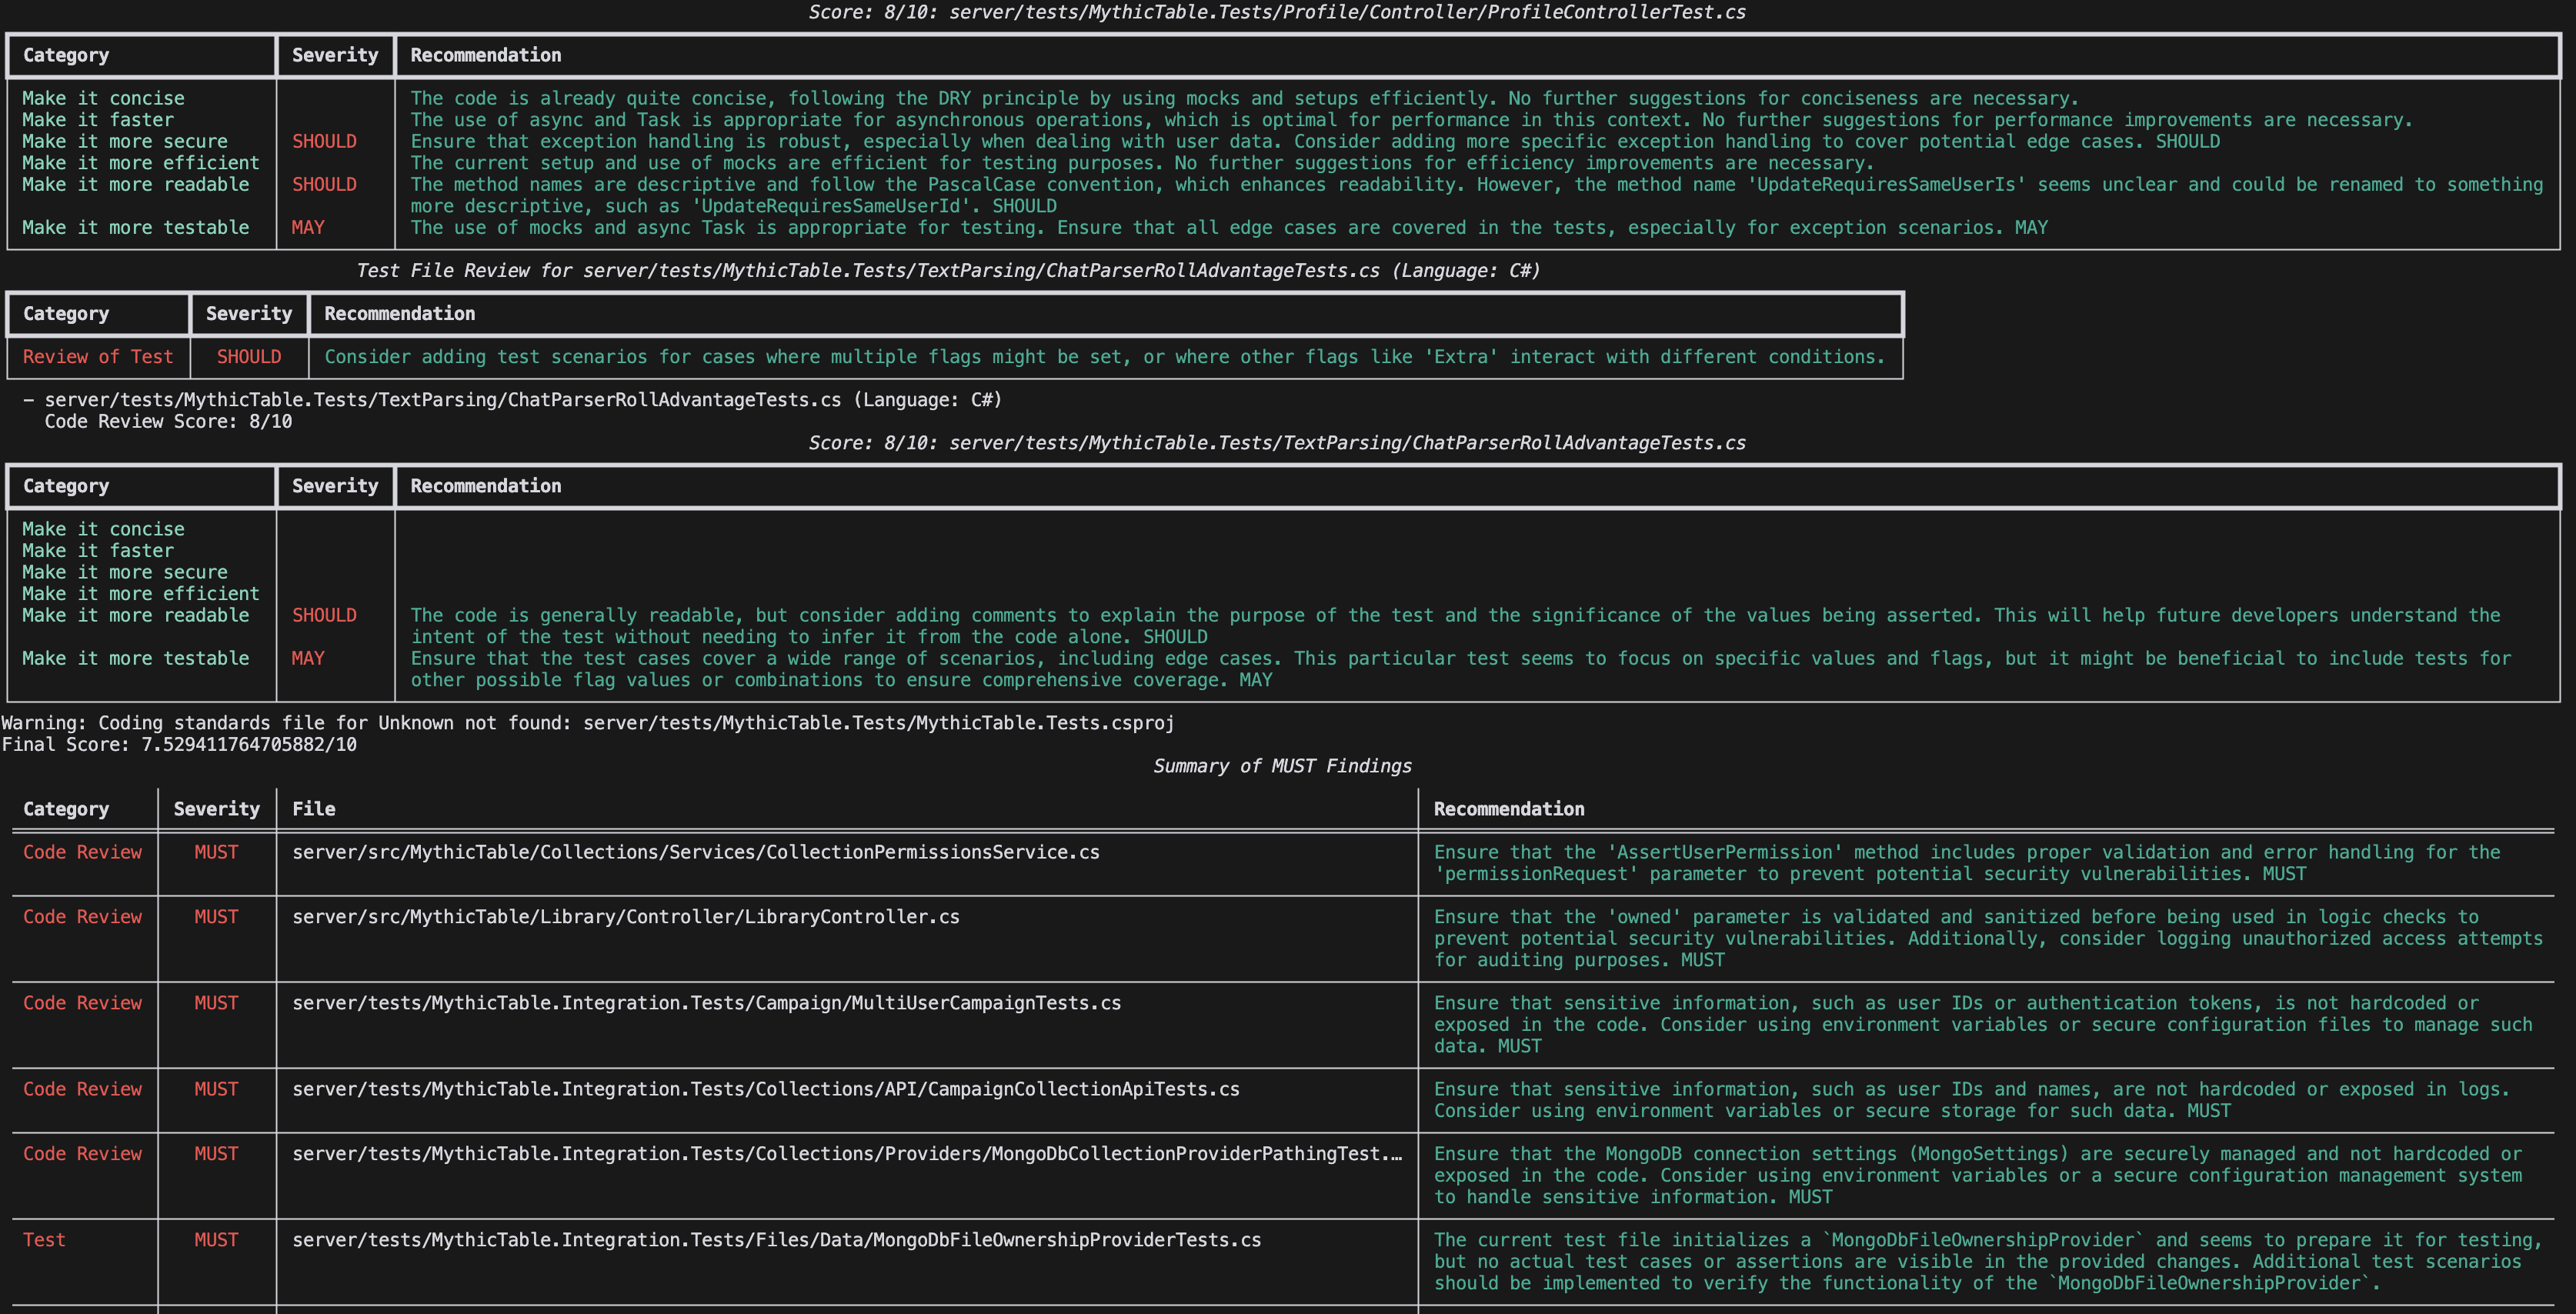 Score: 8/10: server/tests/MythicTable.Tests/Profile/Controller/ProfileControllerTest.cs
Category Severity Recommendation
Make it concise The code is already quite concise, following the DRY principle by using mocks and setups efficiently. No further suggestions for conciseness are necessary.
Make it faster The use of async and Task is appropriate for asynchronous operations, which is optimal for performance in this context. No further suggestions for performance improvements are necessary.
Make it more secure SHOULD Ensure that exception handling is robust, especially when dealing with user data. Consider adding more specific exception handling to cover potential edge cases. SHOULD
Make it more efficient The current setup and use of mocks are efficient for testing purposes. No further suggestions for efficiency improvements are necessary.
Make it more readable SHOULD The method names are descriptive and follow the PascalCase convention, which enhances readability. However, the method name 'UpdateRequiresSameUserIs' seems unclear and could be renamed to something
more descriptive, such as 'UpdateRequiresSameUserId'. SHOULD
Make it more testable MAY The use of mocks and async Task is appropriate for testing. Ensure that all edge cases are covered in the tests, especially for exception scenarios. MAY
Test File Review for server/tests/MythicTable.Tests/TextParsing/ChatParserRollAdvantageTests.cs (Language: C#)
Category Severity Recommendation
Review of Test SHOULD Consider adding test scenarios for cases where multiple flags might be set, or where other flags like 'Extra' interact with different conditions.
– server/tests/MythicTable.Tests/TextParsing/ChatParserRollAdvantageTests.cs (Language: C#)
Code Review Score: 8/10
Score: 8/10: server/tests/MythicTable.Tests/TextParsing/ChatParserRollAdvantageTests.cs
Category Severity Recommendation
Make it concise
Make it faster
Make it more secure
Make it more efficient
Make it more readable SHOULD The code is generally readable, but consider adding comments to explain the purpose of the test and the significance of the values being asserted. This will help future developers understand the
intent of the test without needing to infer it from the code alone. SHOULD
Make it more testable MAY Ensure that the test cases cover a wide range of scenarios, including edge cases. This particular test seems to focus on specific values and flags, but it might be beneficial to include tests for
other possible flag values or combinations to ensure comprehensive coverage. MAY
Warning: Coding standards file for Unknown not found: server/tests/MythicTable.Tests/MythicTable.Tests.csproj
Final Score: 7.529411764705882/10
Summary of MUST Findings
Category Severity File Recommendation
Code Review MUST server/src/MythicTable/Collections/Services/CollectionPermissionsService.cs Ensure that the 'AssertUserPermission' method includes proper validation and error handling for the
'permissionRequest' parameter to prevent potential security vulnerabilities. MUST
Code Review MUST server/src/MythicTable/Library/Controller/LibraryController.cs Ensure that the 'owned' parameter is validated and sanitized before being used in logic checks to
prevent potential security vulnerabilities. Additionally, consider logging unauthorized access attempts
for auditing purposes. MUST
Code Review MUST server/tests/MythicTable.Integration.Tests/Campaign/MultiUserCampaignTests.cs Ensure that sensitive information, such as user IDs or authentication tokens, is not hardcoded or
exposed in the code. Consider using environment variables or secure configuration files to manage such
data. MUST
Code Review MUST server/tests/MythicTable.Integration.Tests/Collections/API/CampaignCollectionApiTests.cs Ensure that sensitive information, such as user IDs and names, are not hardcoded or exposed in logs.
Consider using environment variables or secure storage for such data. MUST
Code Review MUST server/tests/MythicTable.Integration.Tests/Collections/Providers/MongoDbCollectionProviderPathingTest.… Ensure that the MongoDB connection settings (MongoSettings) are securely managed and not hardcoded or
exposed in the code. Consider using environment variables or a secure configuration management system
to handle sensitive information. MUST
Test MUST server/tests/MythicTable.Integration.Tests/Files/Data/MongoDbFileOwnershipProviderTests.cs The current test file initializes a `MongoDbFileOwnershipProvider` and seems to prepare it for testing,
but no actual test cases or assertions are visible in the provided changes. Additional test scenarios
should be implemented to verify the functionality of the `MongoDbFileOwnershipProvider`.